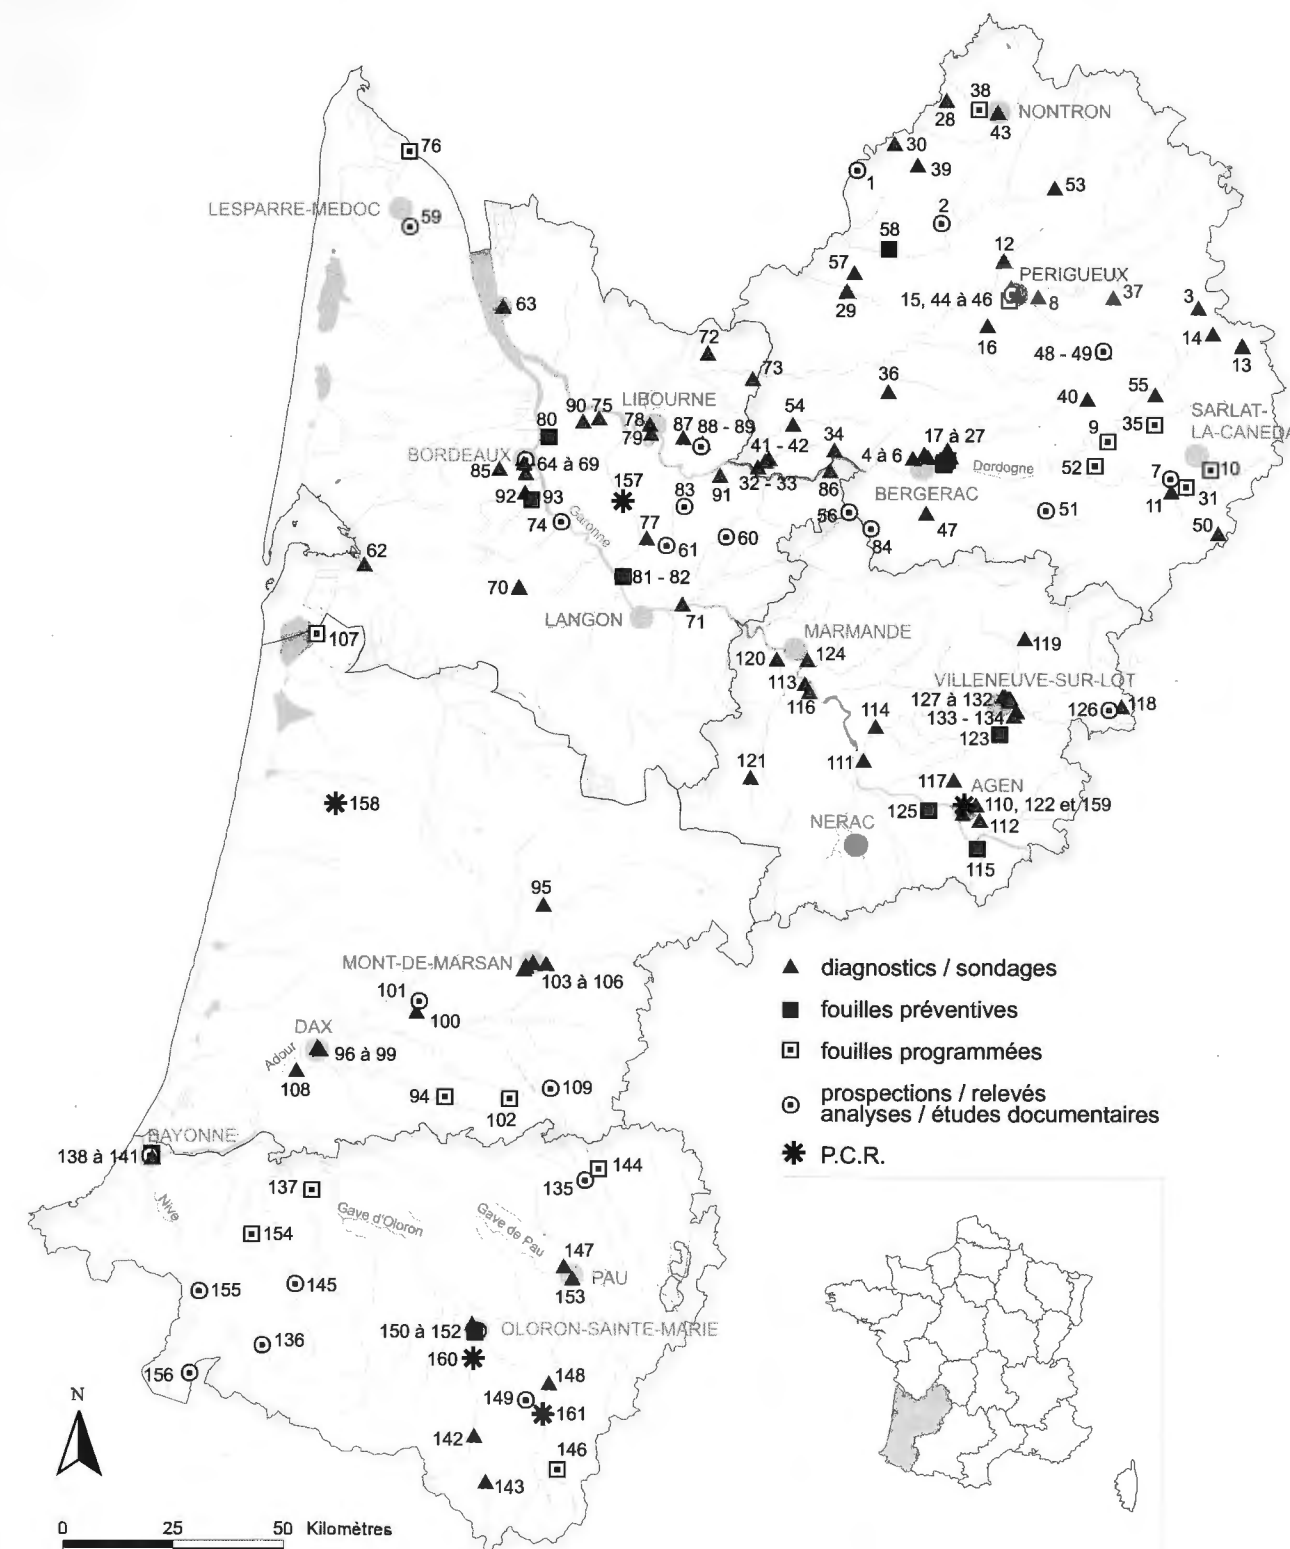 38
28
43
NONTRON
76
30
39
1
53
LESPARRE-MEDOC
59
2
58
12
57
PERIGUEUX
15, 44 à 46
8
37
3
29
63
16
14
13
72
48 - 49
73
36
40
55
90 75
LIBOURNE
54
SARLAT-
80
78
87
88 - 89
9
35
LA-CANEDA
79
41 - 42
34
17 à 27
BORDEAUX
4 à 6
Dordogne
85
64 à 69
52
7
10
157
32 - 33
86
BERGERAC
92
93
83
91
11
31
74
Garonne
56
51
77
61
60
84
47
50
62
70
81 - 82
LANGON
71
107
MARMANDE
119
120
124
113
VILLENEUVE-SUR-LOT
116
127 à 132
118
114
133 - 134
126
123
121
111
117
AGEN
158
125
110, 122 et 159
NERAC
112
115
95
MONT-DE-MARSAN
diagnostics / sondages
103 à 106
101
fouilles préventives
100
DAX
Adour
96 à 99
fouilles programmées
108
94
102
109
prospections / relevés
analyses / études documentaires
BAYONNE
138 à 141
P.C.R.
144
137
135
Nive
Gave d'Oloron
Gave de Pau
154
147
155
145
PAU
153
150 à 152
OLORON-SAINTE-MARIE
136
160
156
148
149
161
N
142
146
143
0 25 50 Kilomètres